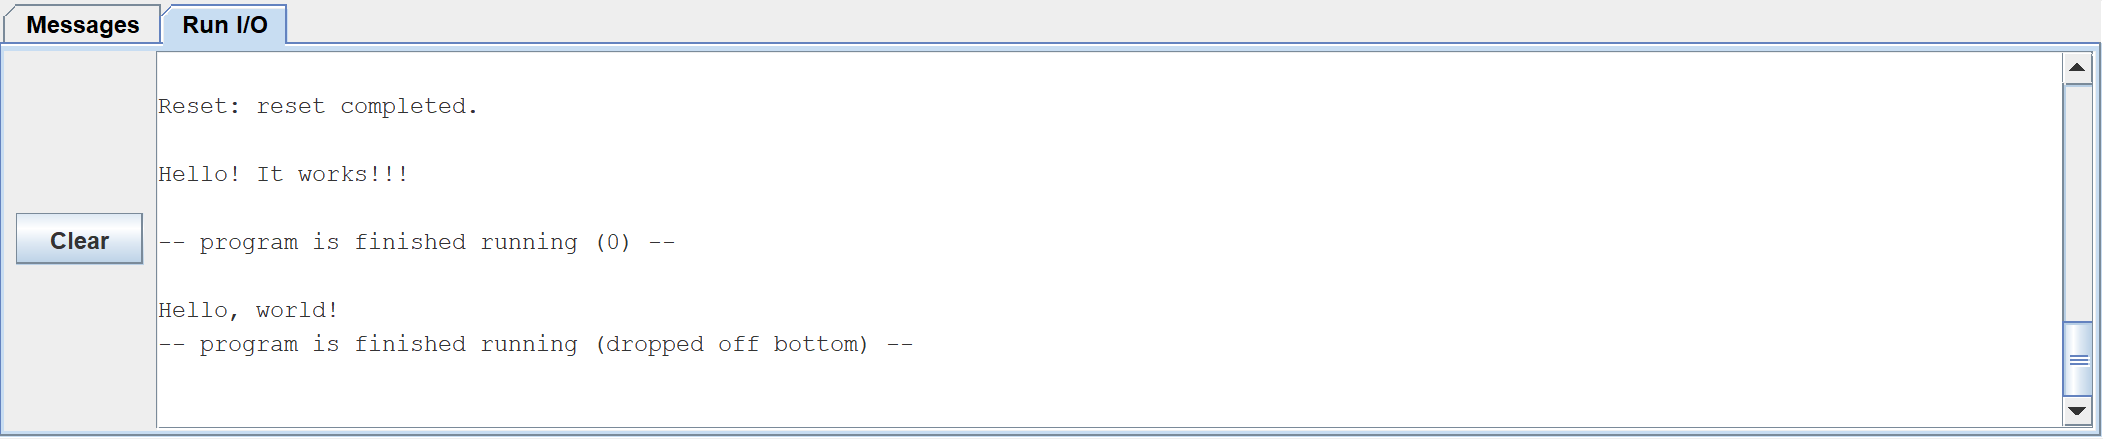 Messages
Run I/O
Clear
Reset: reset completed.
Hello! It works!!!
-- program is finished running (0) --
Hello, world!
-- program is finished running (dropped off bottom) --